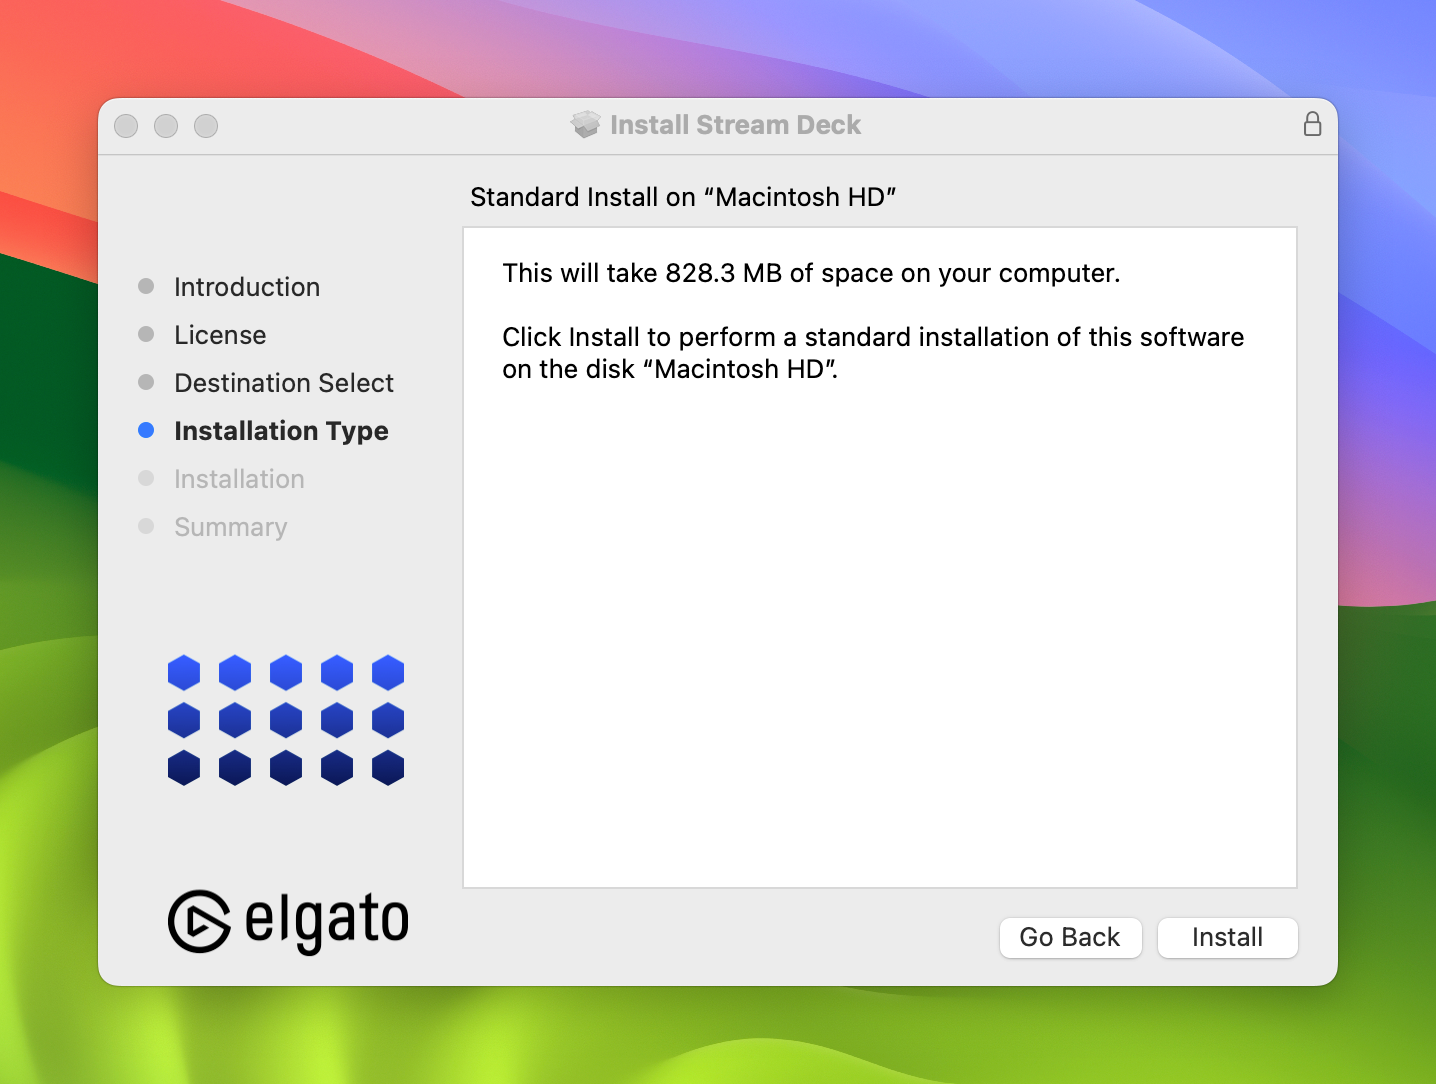 Install Stream Deck
Standard Install on “Macintosh HD”
Introduction
License
Destination Select
Installation Type
Installation
Summary
This will take 828.3 MB of space on your computer.
Click Install to perform a standard installation of this software
on the disk “Macintosh HD”.
elgato
Go Back
Install